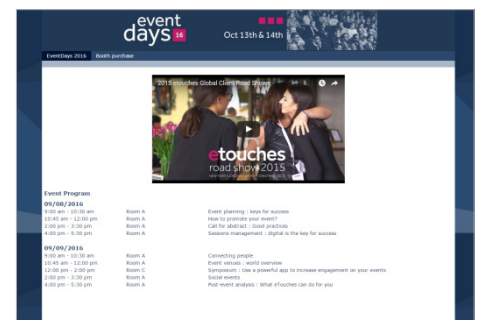 event
days 16
Oct 13th & 14th
EventDays 2016 Booth purchase
2015 etouches Global Client Road Shows
etouches
road show 2015
Event Program
09/08/2016
9:00 am - 10:30 am Room A Event planning : keys for success
10:45 am - 12:00 pm Room A How to promote your event?
2:00 pm - 3:30 pm Room A Call for abstract : Good practices
4:00 pm - 5:30 pm Room A Sessions management : digital is the key for success
09/09/2016
9:00 am - 10:30 am Room A Connecting people
10:45 am - 12:00 pm Room A Event venues : world overview
12:00 pm - 2:00 pm Room C Symposium : Use a powerful app to increase engagement on your events
2:00 pm - 3:30 pm Room A Social events
4:00 pm - 5:30 pm Room A Post-event analysis : What eTouches can do for you